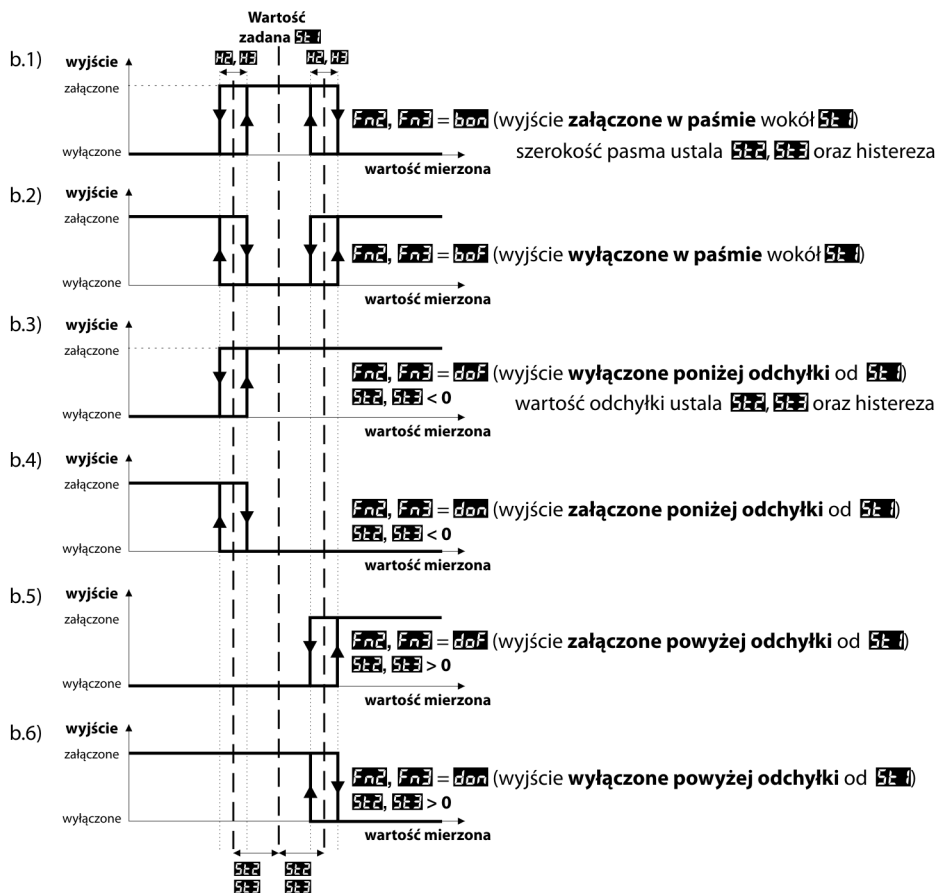 Wartość
zadana St1
H2, H3 H2, H3
b.1) wyjście
załączone
Fn2, Fn3 = bon (wyjście załączone w paśmie wokół St1)
szerokość pasma ustala St2, St3 oraz histereza
wyłączone
wartość mierzona
b.2) wyjście
załączone
Fn2, Fn3 = boF (wyjście wyłączone w paśmie wokół St1)
wyłączone
wartość mierzona
b.3) wyjście
załączone
Fn2, Fn3 = doF (wyjście wyłączone poniżej odchyłki od St1)
St2, St3 < 0 wartość odchyłki ustala St2, St3 oraz histereza
wyłączone
wartość mierzona
b.4) wyjście
załączone
Fn2, Fn3 = don (wyjście załączone poniżej odchyłki od St1)
St2, St3 < 0
wyłączone
wartość mierzona
b.5) wyjście
załączone
Fn2, Fn3 = doF (wyjście załączone powyżej odchyłki od St1)
St2, St3 > 0
wyłączone
wartość mierzona
b.6) wyjście
załączone
Fn2, Fn3 = don (wyjście wyłączone powyżej odchyłki od St1)
St2, St3 > 0
wyłączone
wartość mierzona
St2 St2
St3 St3